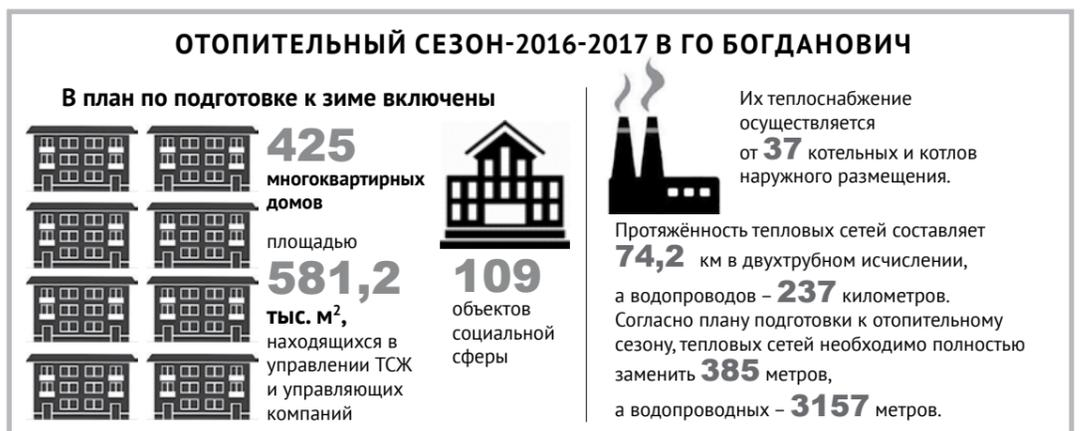 ОТОПИТЕЛЬНЫЙ СЕЗОН-2016-2017 В ГО БОГДАНОВИЧ
В план по подготовке к зиме включены
425
многоквартирных
домов
площадью
581,2
тыс. м²,
находящихся в
управлении ТСЖ
и управляющих
компаний
109
объектов
социальной
сферы
Их теплоснабжение
осуществляется
от 37 котельных и котлов
наружного размещения.
Протяжённость тепловых сетей составляет
74,2 км в двухтрубном исчислении,
а водопроводов – 237 километров.
Согласно плану подготовки к отопительному
сезону, тепловых сетей необходимо полностью
заменить 385 метров,
а водопроводных – 3157 метров.